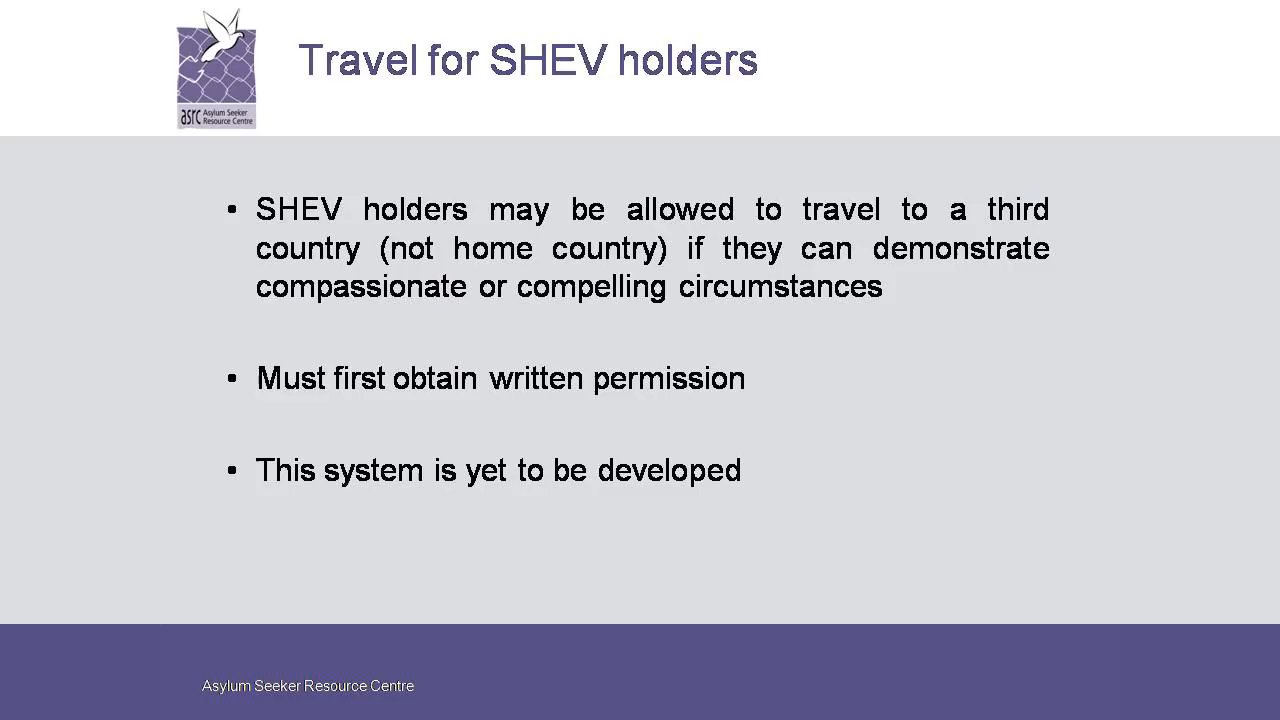 Travel for SHEV holders
asrc Asylum Seeker
Resource Centre
• SHEV holders may be allowed to travel to a third
country (not home country) if they can demonstrate
compassionate or compelling circumstances
• Must first obtain written permission
• This system is yet to be developed
Asylum Seeker Resource Centre